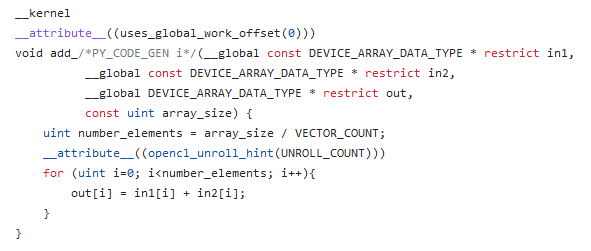 __kernel
__attribute__((uses_global_work_offset(0)))
void add_/*PY_CODE_GEN i*/(__global const DEVICE_ARRAY_DATA_TYPE * restrict in1,
__global const DEVICE_ARRAY_DATA_TYPE * restrict in2,
__global DEVICE_ARRAY_DATA_TYPE * restrict out,
const uint array_size) {
uint number_elements = array_size / VECTOR_COUNT;
__attribute__((opencl_unroll_hint(UNROLL_COUNT)))
for (uint i=0; i<number_elements; i++){
out[i] = in1[i] + in2[i];
}
}